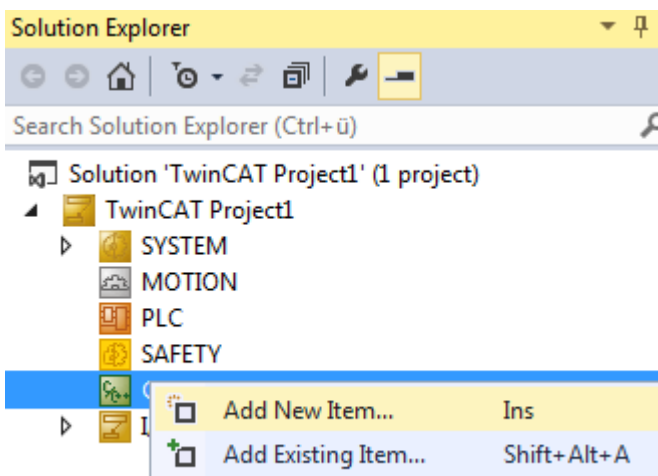 Solution Explorer
Search Solution Explorer (Ctrl+ü)
Solution 'TwinCAT Project1' (1 project)
TwinCAT Project1
SYSTEM
MOTION
PLC
SAFETY
Add New Item... Ins
Add Existing Item... Shift+Alt+A